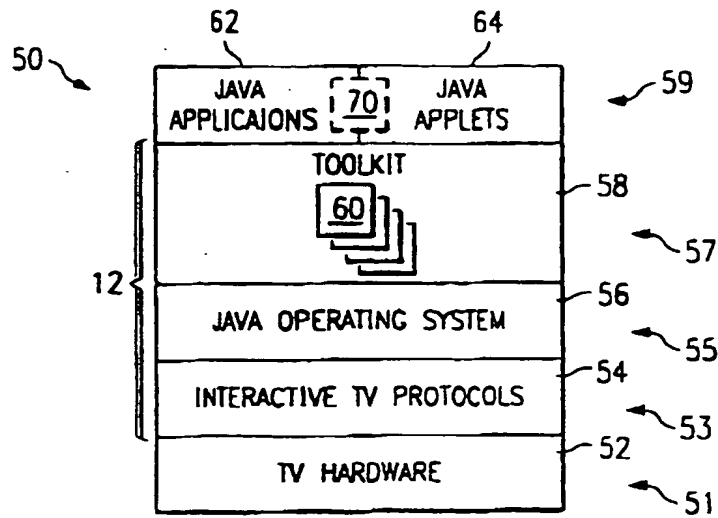 62 64
50
JAVA JAVA
APPLICAIONS 70 APPLETS
59
TOOLKIT
58
60
57
12
56
JAVA OPERATING SYSTEM
55
54
INTERACTIVE TV PROTOCOLS
53
52
TV HARDWARE
51